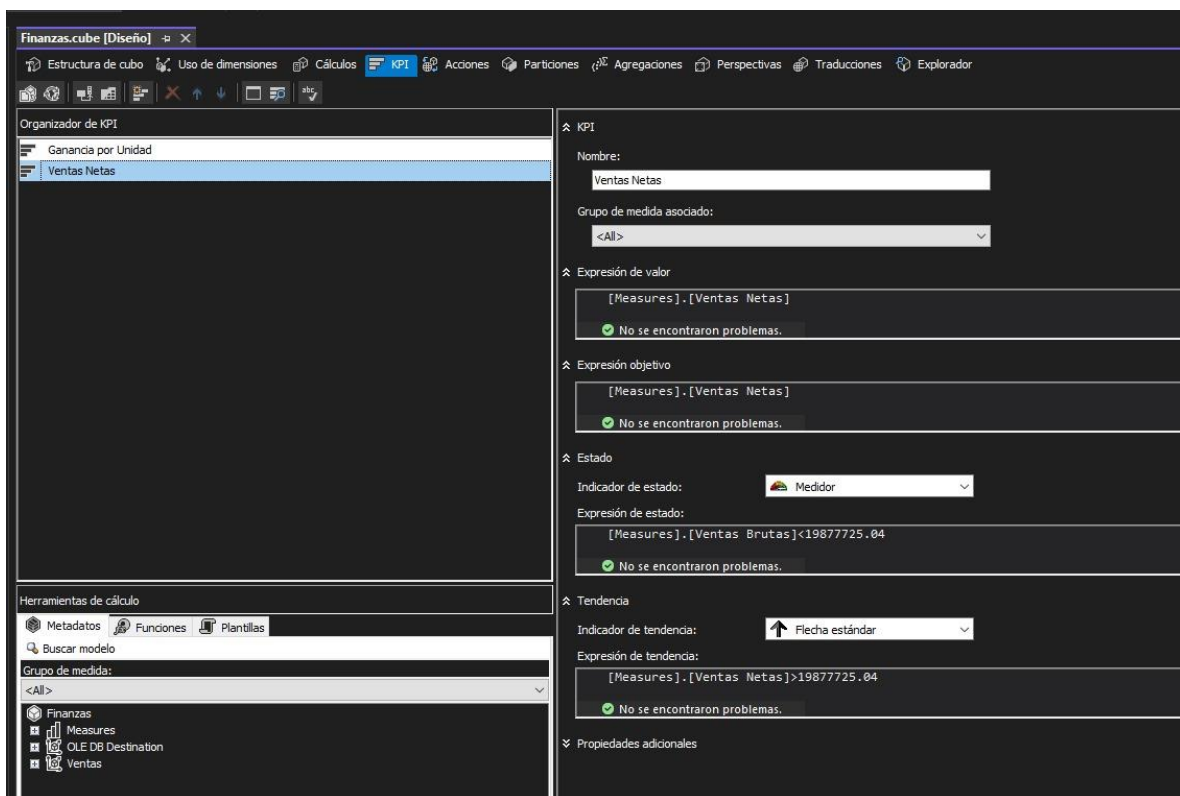 Finanzas.cube [Diseño]
Estructura de cubo Uso de dimensiones Cálculos KPI Acciones Particiones Agregaciones Perspectivas Traducciones Explorador
abc
Organizador de KPI
Ganancia por Unidad
Ventas Netas
KPI
Nombre:
Ventas Netas
Grupo de medida asociado:
<All>
Expresión de valor
[Measures].[Ventas Netas]
No se encontraron problemas.
Expresión objetivo
[Measures].[Ventas Netas]
No se encontraron problemas.
Estado
Indicador de estado: Medidor
Expresión de estado:
[Measures].[Ventas Brutas]<19877725.04
No se encontraron problemas.
Tendencia
Indicador de tendencia: Flecha estándar
Expresión de tendencia:
[Measures].[Ventas Netas]>19877725.04
No se encontraron problemas.
Propiedades adicionales
Herramientas de cálculo
Metadatos Funciones Plantillas
Buscar modelo
Grupo de medida:
<All>
Finanzas
Measures
OLE DB Destination
Ventas